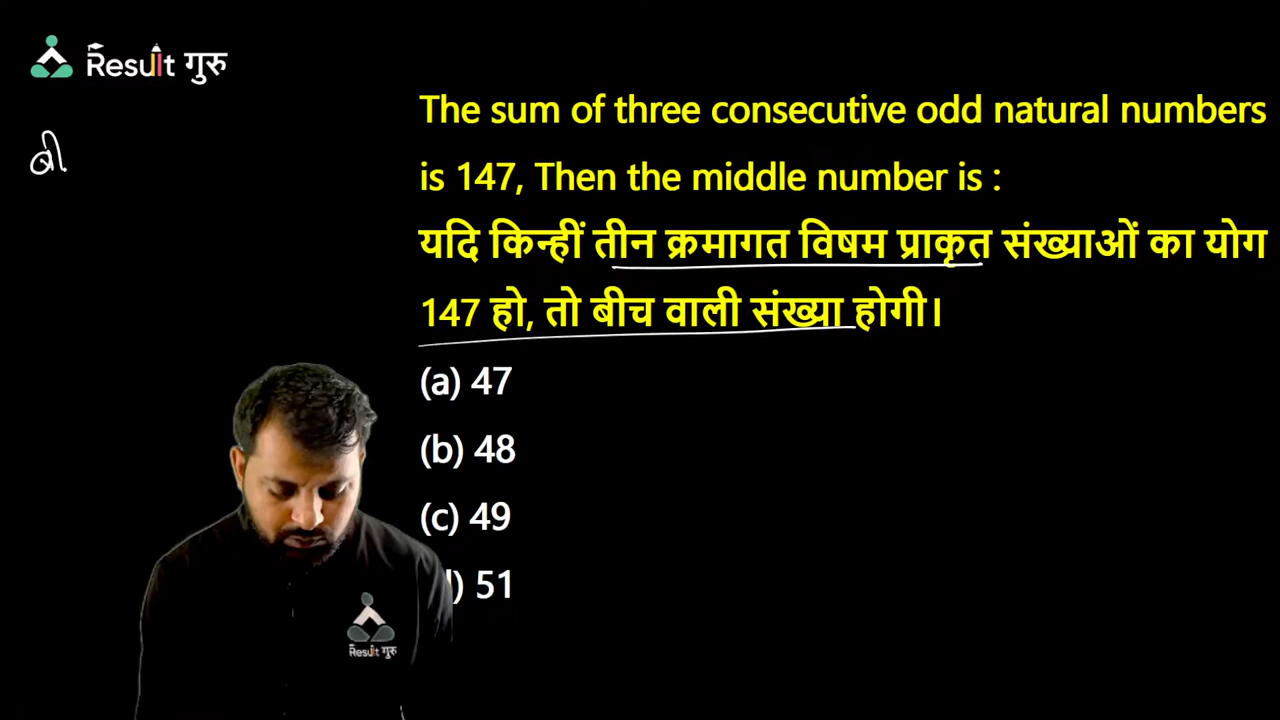 Result गुरु
The sum of three consecutive odd natural numbers
बी
is 147, Then the middle number is :
यदि किन्हीं तीन क्रमागत विषम प्राकृत संख्याओं का योग
147 हो, तो बीच वाली संख्या होगी।
(a) 47
(b) 48
(c) 49
) 51
Result गुरु